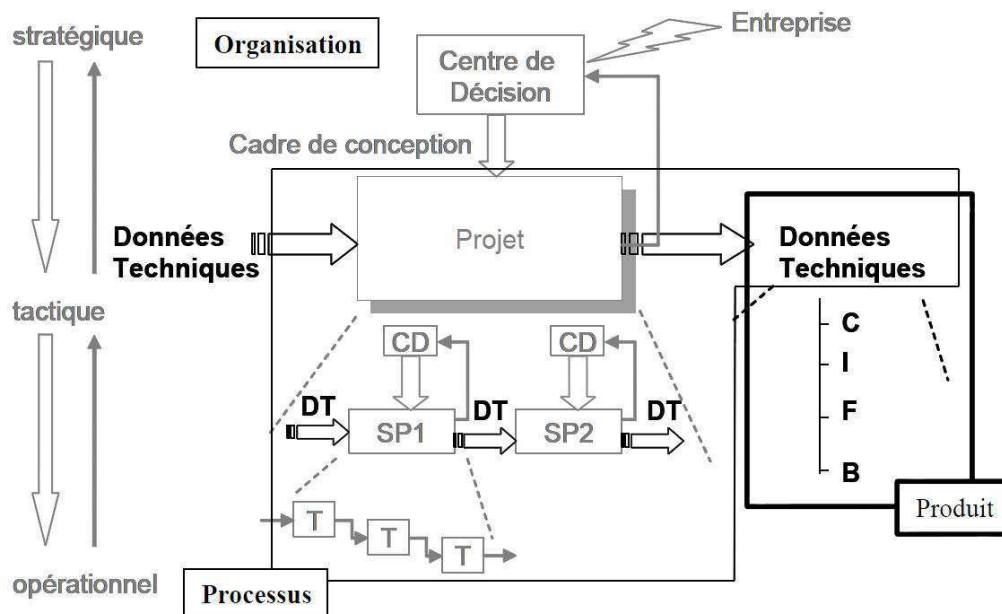 stratégique
Organisation
Entreprise
Centre de
Décision
Cadre de conception
Données
Techniques
Projet
Données
Techniques
tactique
C
I
F
B
CD
CD
DT
SP1
DT
SP2
DT
T
T
T
Produit
opérationnel
Processus